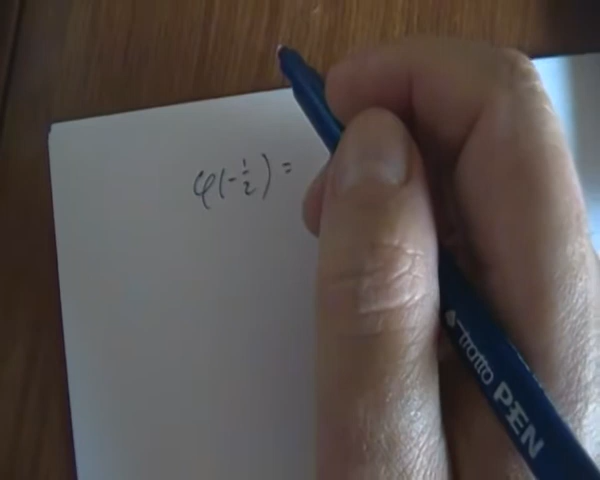 φ(-1/2) =
tratto PEN